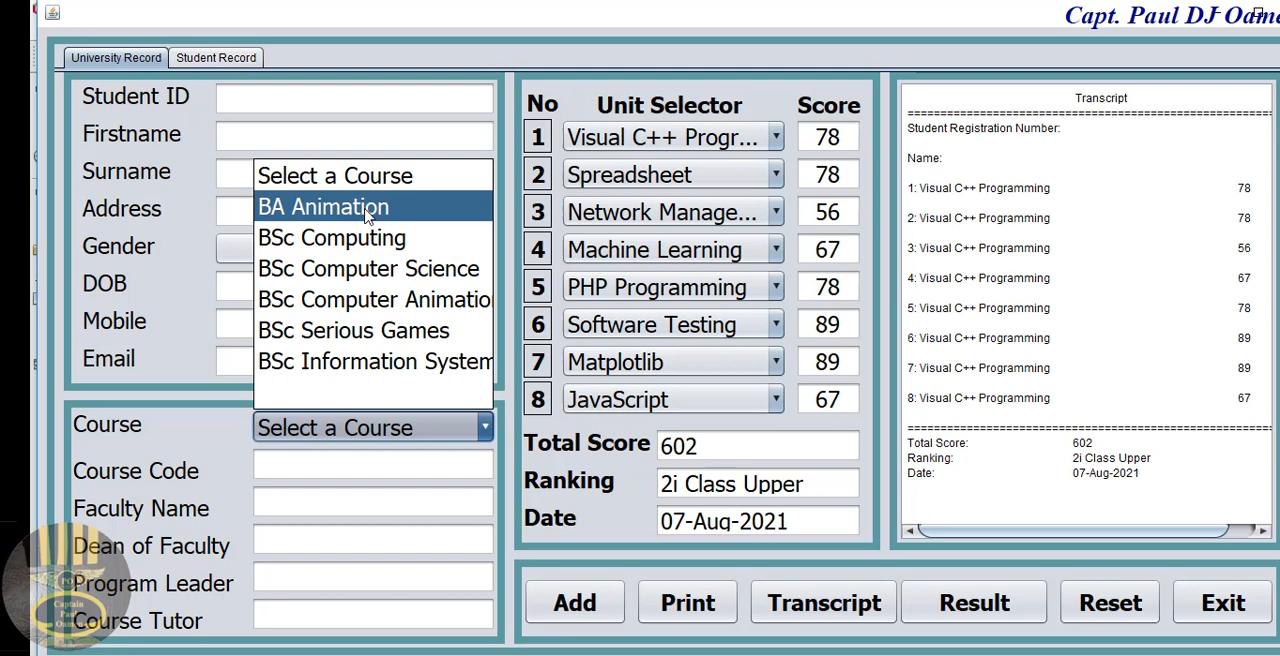 Capt. Paul DJ Oame
University Record
Student Record
Student ID
Firstname
Surname
Address
Gender
DOB
Mobile
Email
Select a Course
BA Animation
BSc Computing
BSc Computer Science
BSc Computer Animatio
BSc Serious Games
BSc Information System
Course
Select a Course
Course Code
Faculty Name
Dean of Faculty
Program Leader
Course Tutor
Captain
Paul
Oamen
No Unit Selector Score
1 Visual C++ Progr... 78
2 Spreadsheet 78
3 Network Manage... 56
4 Machine Learning 67
5 PHP Programming 78
6 Software Testing 89
7 Matplotlib 89
8 JavaScript 67
Total Score 602
Ranking 2i Class Upper
Date 07-Aug-2021
Transcript
==================================================
Student Registration Number:
Name:
1: Visual C++ Programming 78
2: Visual C++ Programming 78
3: Visual C++ Programming 56
4: Visual C++ Programming 67
5: Visual C++ Programming 78
6: Visual C++ Programming 89
7: Visual C++ Programming 89
8: Visual C++ Programming 67
==================================================
Total Score: 602
Ranking: 2i Class Upper
Date: 07-Aug-2021
Add
Print
Transcript
Result
Reset
Exit